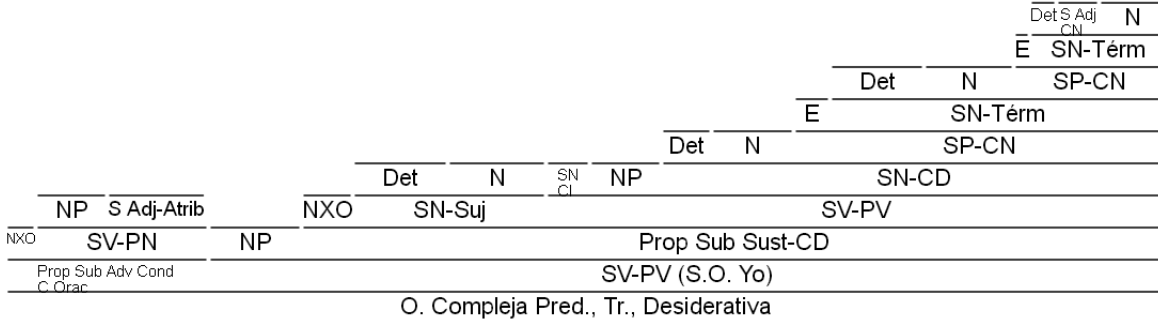 Det S Adj N
CN
E SN-Térm
Det N SP-CN
E SN-Térm
Det N SP-CN
Det N SN NP SN-CD
CI
NP S Adj-Atrib NXO SN-Suj SV-PV
NXO SV-PN NP Prop Sub Sust-CD
Prop Sub Adv Cond SV-PV (S.O. Yo)
C Orac
O. Compleja Pred., Tr., Desiderativa